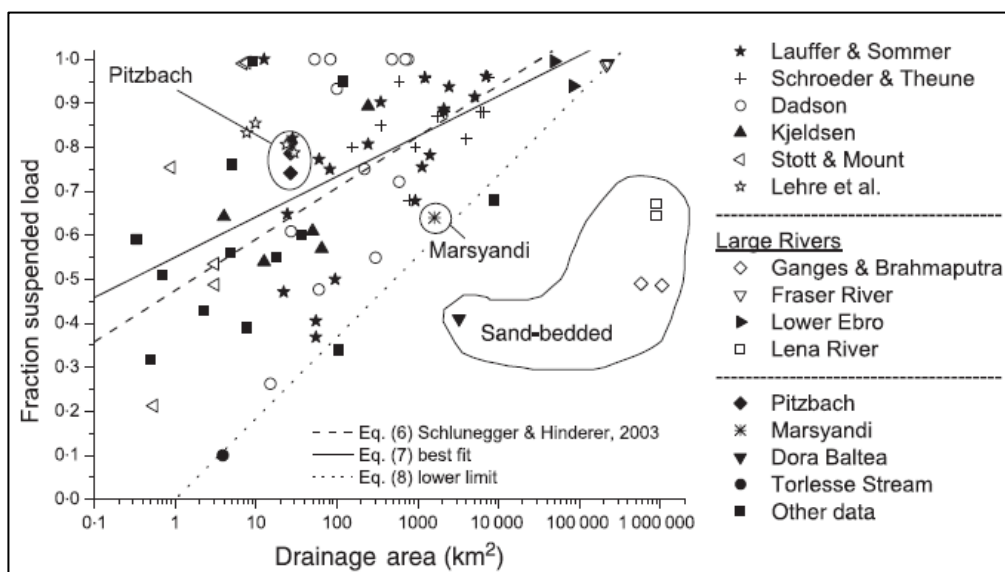 Fraction suspended load
1·0
0·9
0·8
0·7
0·6
0·5
0·4
0·3
0·2
0·1
0·0
0·1
1
10
100
1000
10 000
1 000 000
Drainage area (km²)
Pitzbach
Marsyandi
Sand-bedded
Eq. (6) Schlunegger & Hinderer, 2003
Eq. (7) best fit
Eq. (8) lower limit
Lauffer & Sommer
Schroeder & Theune
Dadson
Kjeldsen
Stott & Mount
Lehre et al.
Large Rivers
Ganges & Brahmaputra
Fraser River
Lower Ebro
Lena River
Pitzbach
Marsyandi
Dora Baltea
Torlesse Stream
Other data